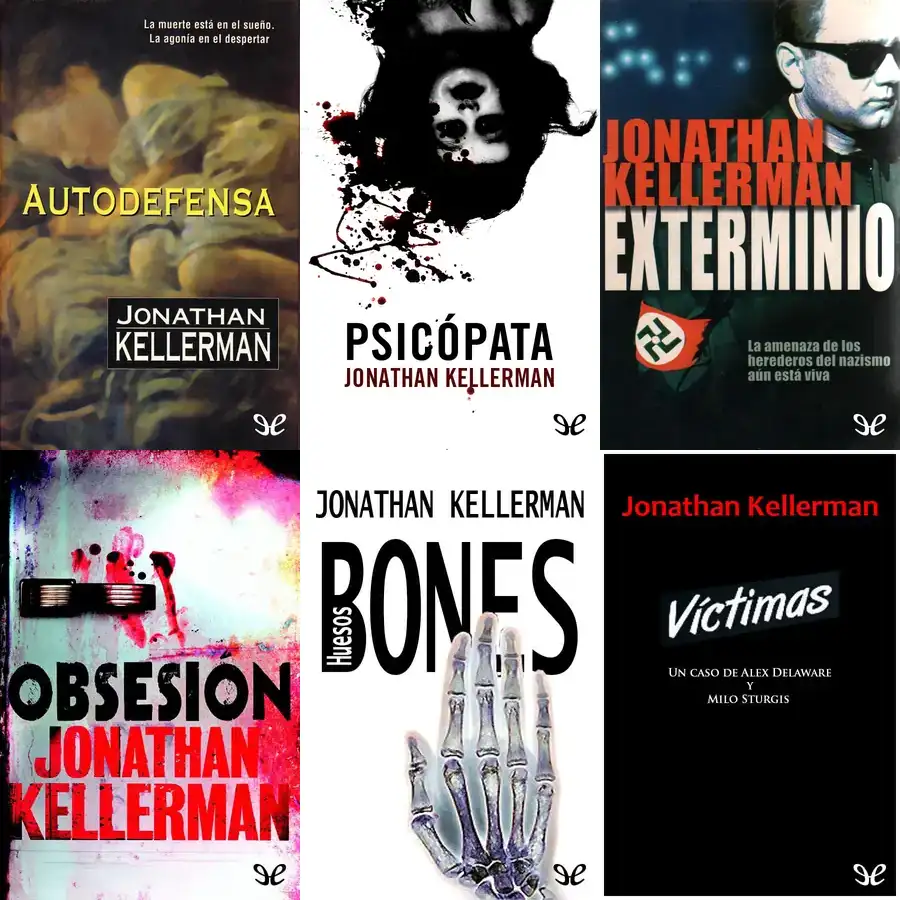 La muerte está en el sueño.
La agonía en el despertar
AUTODEFENSA
JONATHAN
KELLERMAN
PSICÓPATA
JONATHAN KELLERMAN
JONATHAN
KELLERMAN
EXTERMINIO
La amenaza de los
herederos del nazismo
aún está viva
OBSESIÓN
JONATHAN
KELLERMAN
JONATHAN KELLERMAN
BONES
Huesos
Jonathan Kellerman
Víctimas
UN CASO DE ALEX DELAWARE
Y
MILO STURGIS